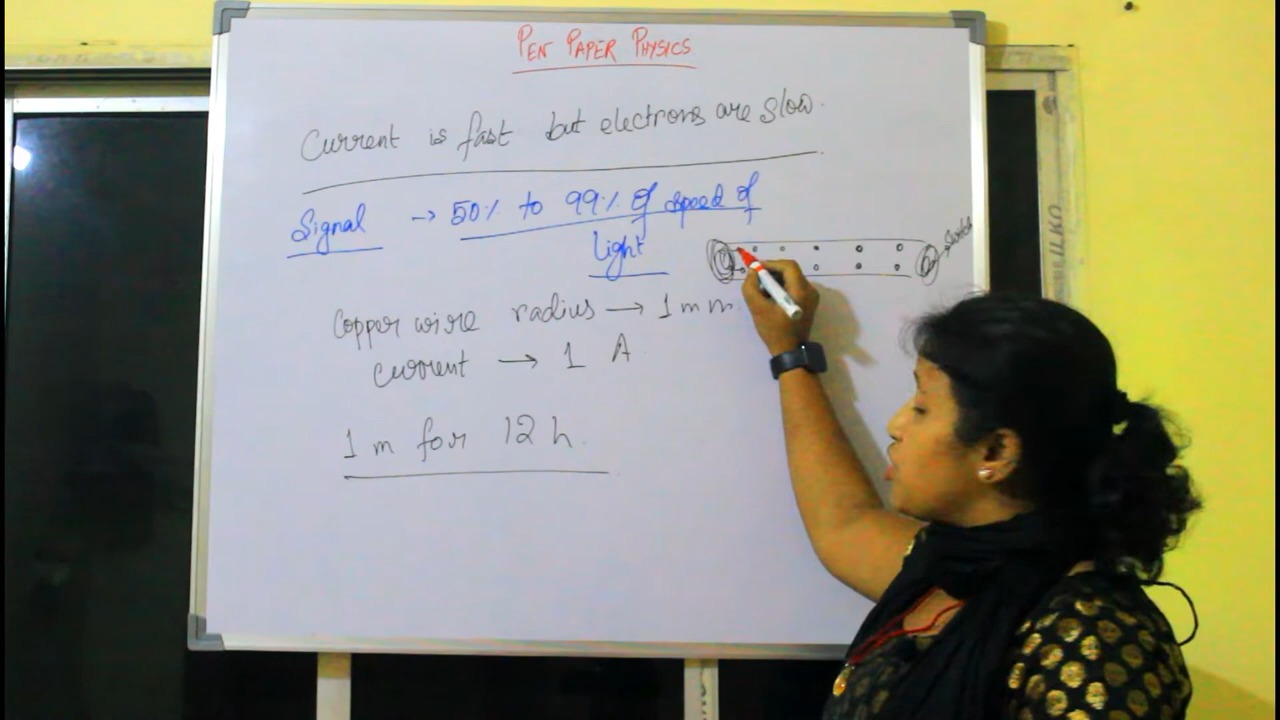 PEN PAPER PHYSICS
Current is fast but electrons are slow.
Signal → 50% to 99% of speed of
light
switch
Copper wire radius → 1 mm
current → 1 A
1 m for 12 h.